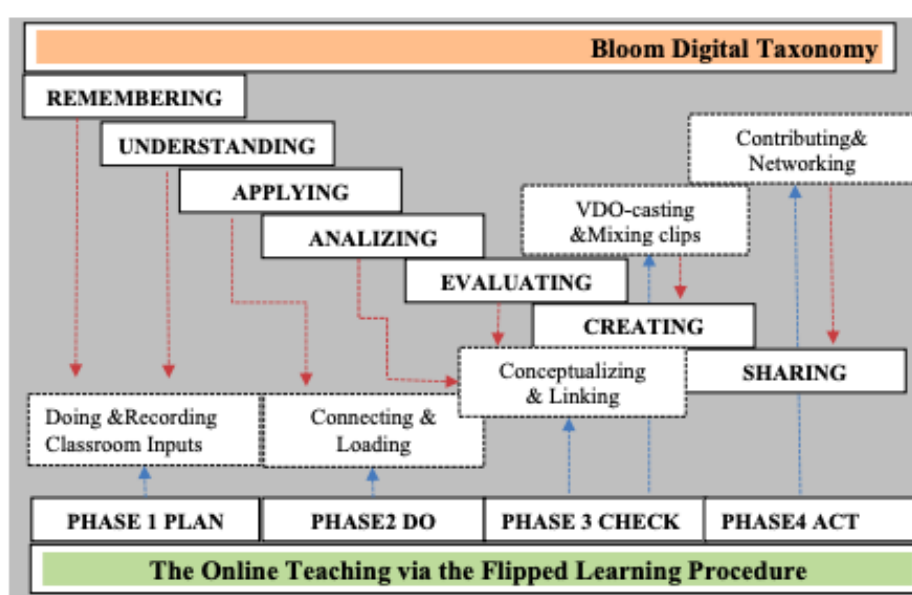 Bloom Digital Taxonomy
REMEMBERING
UNDERSTANDING
APPLYING
ANALIZING
EVALUATING
CREATING
SHARING
Contributing&
Networking
VDO-casting
&Mixing clips
Conceptualizing
& Linking
Doing &Recording
Classroom Inputs
Connecting &
Loading
PHASE 1 PLAN
PHASE2 DO
PHASE 3 CHECK
PHASE4 ACT
The Online Teaching via the Flipped Learning Procedure